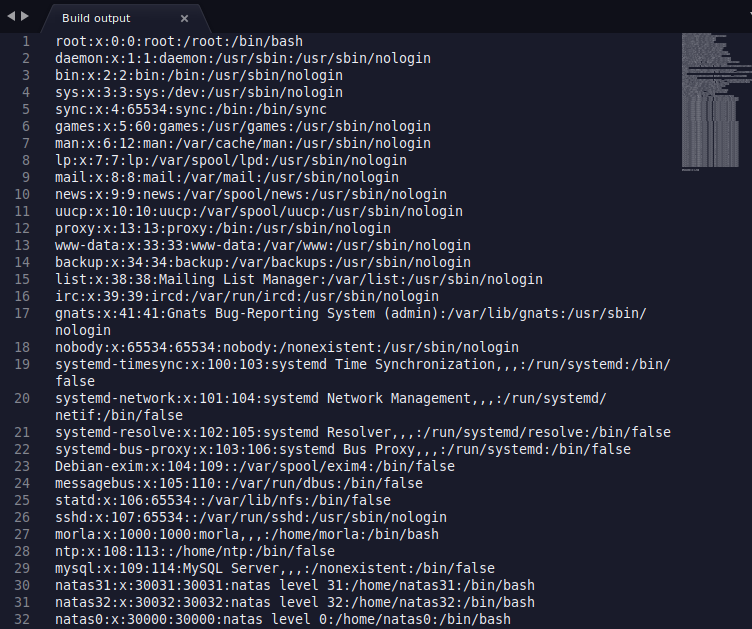 Build output
1 root:x:0:0:root:/root:/bin/bash
2 daemon:x:1:1:daemon:/usr/sbin:/usr/sbin/nologin
3 bin:x:2:2:bin:/bin:/usr/sbin/nologin
4 sys:x:3:3:sys:/dev:/usr/sbin/nologin
5 sync:x:4:65534:sync:/bin:/bin/sync
6 games:x:5:60:games:/usr/games:/usr/sbin/nologin
7 man:x:6:12:man:/var/cache/man:/usr/sbin/nologin
8 lp:x:7:7:lp:/var/spool/lpd:/usr/sbin/nologin
9 mail:x:8:8:mail:/var/mail:/usr/sbin/nologin
10 news:x:9:9:news:/var/spool/news:/usr/sbin/nologin
11 uucp:x:10:10:uucp:/var/spool/uucp:/usr/sbin/nologin
12 proxy:x:13:13:proxy:/bin:/usr/sbin/nologin
13 www-data:x:33:33:www-data:/var/www:/usr/sbin/nologin
14 backup:x:34:34:backup:/var/backups:/usr/sbin/nologin
15 list:x:38:38:Mailing List Manager:/var/list:/usr/sbin/nologin
16 irc:x:39:39:ircd:/var/run/ircd:/usr/sbin/nologin
17 gnats:x:41:41:Gnats Bug-Reporting System (admin):/var/lib/gnats:/usr/sbin/
nologin
18 nobody:x:65534:65534:nobody:/nonexistent:/usr/sbin/nologin
19 systemd-timesync:x:100:103:systemd Time Synchronization,,,:/run/systemd:/bin/
false
20 systemd-network:x:101:104:systemd Network Management,,,:/run/systemd/
netif:/bin/false
21 systemd-resolve:x:102:105:systemd Resolver,,,:/run/systemd/resolve:/bin/false
22 systemd-bus-proxy:x:103:106:systemd Bus Proxy,,,:/run/systemd:/bin/false
23 Debian-exim:x:104:109::/var/spool/exim4:/bin/false
24 messagebus:x:105:110::/var/run/dbus:/bin/false
25 statd:x:106:65534::/var/lib/nfs:/bin/false
26 sshd:x:107:65534::/var/run/sshd:/usr/sbin/nologin
27 morla:x:1000:1000:morla,,,:/home/morla:/bin/bash
28 ntp:x:108:113::/home/ntp:/bin/false
29 mysql:x:109:114:MySQL Server,,,:/nonexistent:/bin/false
30 natas31:x:30031:30031:natas level 31:/home/natas31:/bin/bash
31 natas32:x:30032:30032:natas level 32:/home/natas32:/bin/bash
32 natas0:x:30000:30000:natas level 0:/home/natas0:/bin/bash